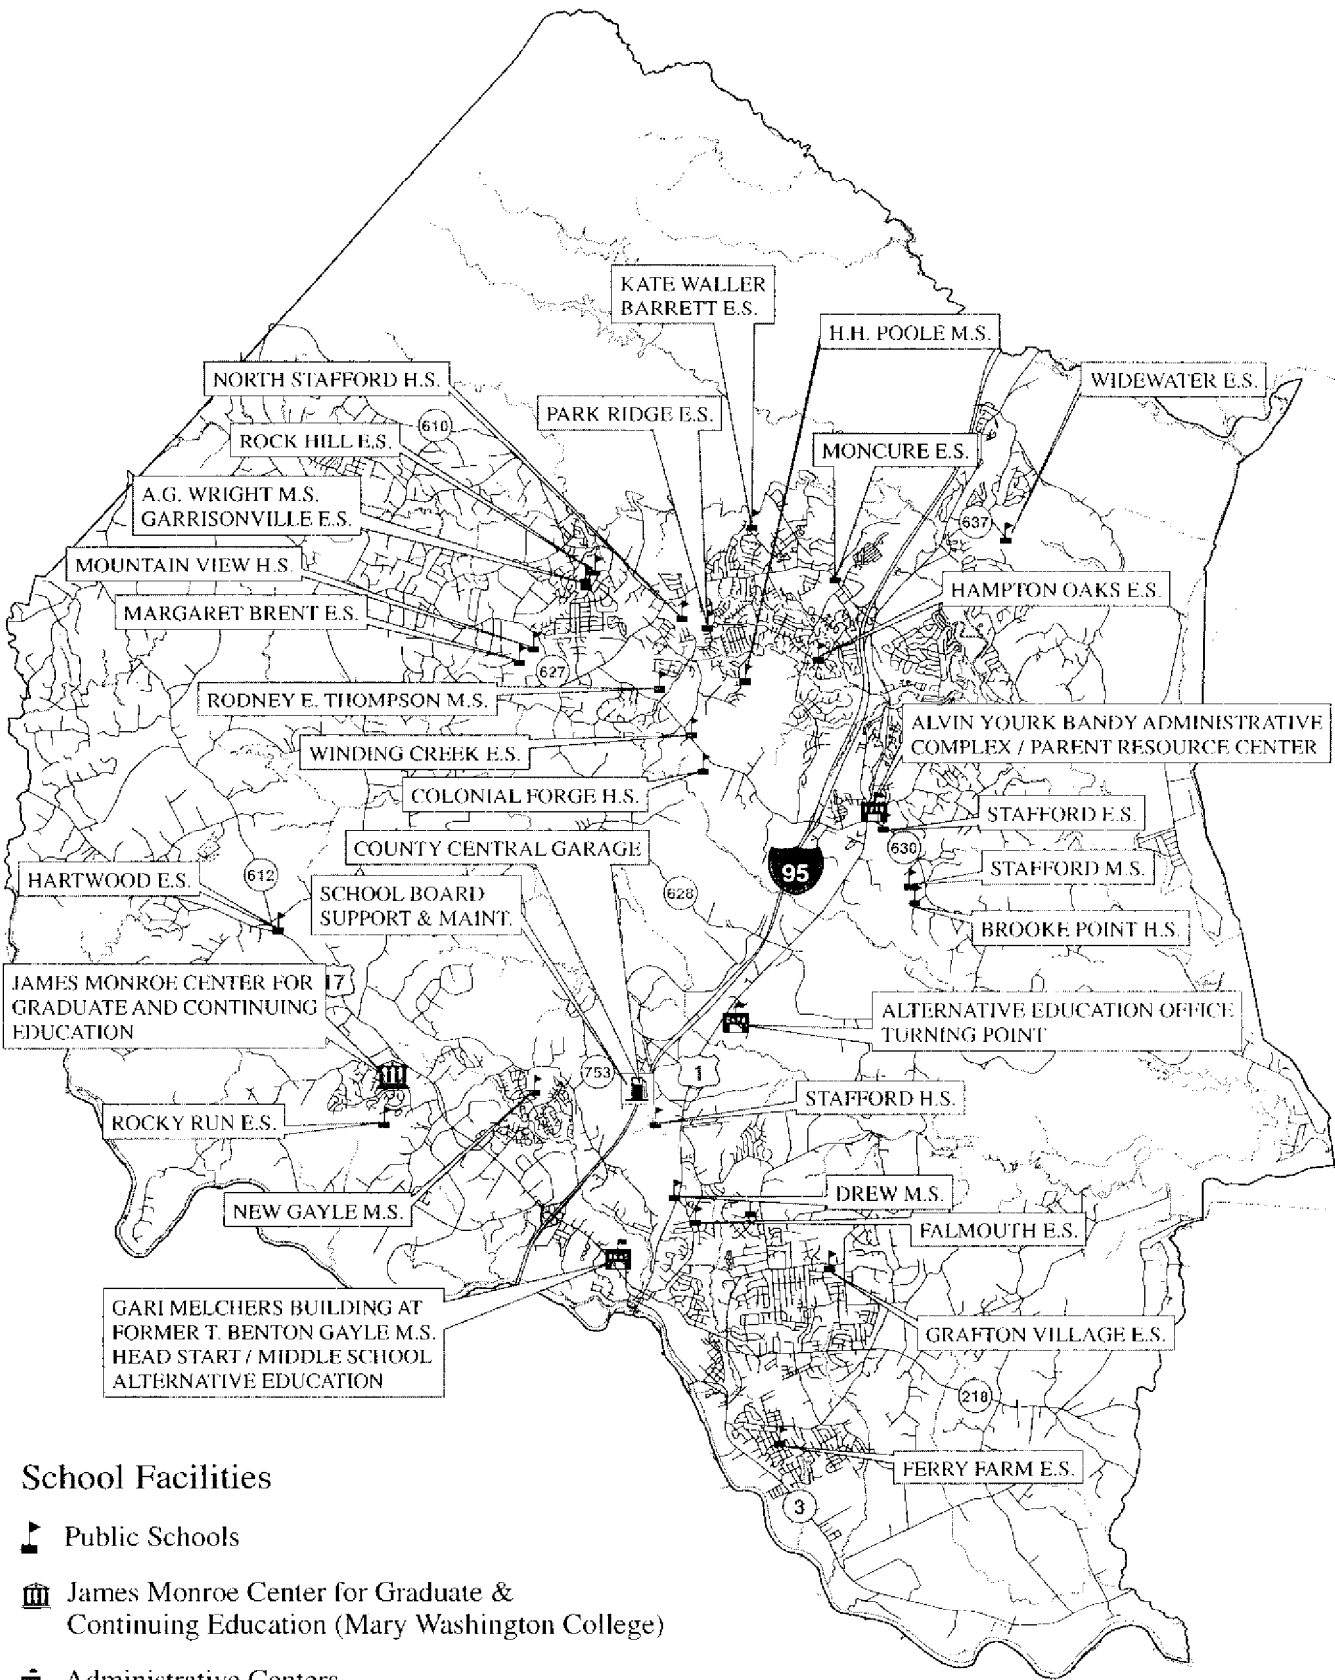 KATE WALLER
BARRETT E.S.
H.H. POOLE M.S.
NORTH STAFFORD H.S.
WIDEWATER E.S.
PARK RIDGE E.S.
610
ROCK HILL E.S.
MONCURE E.S.
A.G. WRIGHT M.S.
GARRISONVILLE E.S.
637
MOUNTAIN VIEW H.S.
HAMPTON OAKS E.S.
MARGARET BRENT E.S.
627
RODNEY E. THOMPSON M.S.
ALVIN YOURK BANDY ADMINISTRATIVE
COMPLEX / PARENT RESOURCE CENTER
WINDING CREEK E.S.
COLONIAL FORGE H.S.
STAFFORD E.S.
COUNTY CENTRAL GARAGE
630
95
STAFFORD M.S.
HARTWOOD E.S.
612
SCHOOL BOARD
SUPPORT & MAINT.
628
BROOKE POINT H.S.
JAMES MONROE CENTER FOR
GRADUATE AND CONTINUING
EDUCATION
17
ALTERNATIVE EDUCATION OFFICE
TURNING POINT
753
1
STAFFORD H.S.
ROCKY RUN E.S.
DREW M.S.
NEW GAYLE M.S.
FALMOUTH E.S.
GARI MELCHERS BUILDING AT
FORMER T. BENTON GAYLE M.S.
HEAD START / MIDDLE SCHOOL
ALTERNATIVE EDUCATION
GRAFTON VILLAGE E.S.
218
FERRY FARM E.S.
3
School Facilities
Public Schools
James Monroe Center for Graduate &
Continuing Education (Mary Washington College)
Administrative Centers